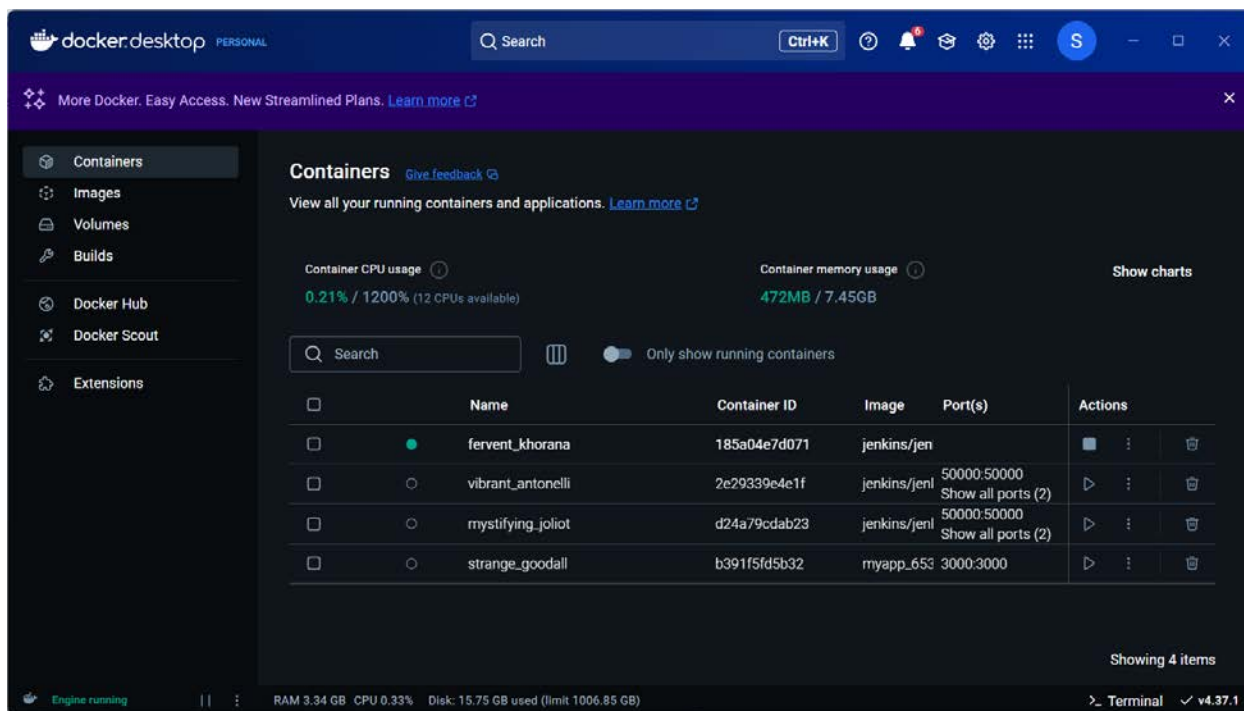 docker.desktop PERSONAL Search Ctrl+K 6 S
More Docker. Easy Access. New Streamlined Plans. Learn more
Containers
Images
Volumes
Builds
Docker Hub
Docker Scout
Extensions
Containers Give feedback
View all your running containers and applications. Learn more
Container CPU usage
0.21% / 1200% (12 CPUs available)
Container memory usage
472MB / 7.45GB
Show charts
Search Only show running containers
Name Container ID Image Port(s) Actions
fervent_khorana 185a04e7d071 jenkins/jen
vibrant_antonelli 2e29339e4e1f jenkins/jenl 50000:50000
Show all ports (2)
mystifying_joliot d24a79cdab23 jenkins/jenl 50000:50000
Show all ports (2)
strange_goodall b391f5fd5b32 myapp_653 3000:3000
Showing 4 items
Engine running RAM 3.34 GB CPU 0.33% Disk: 15.75 GB used (limit 1006.85 GB) Terminal v4.37.1